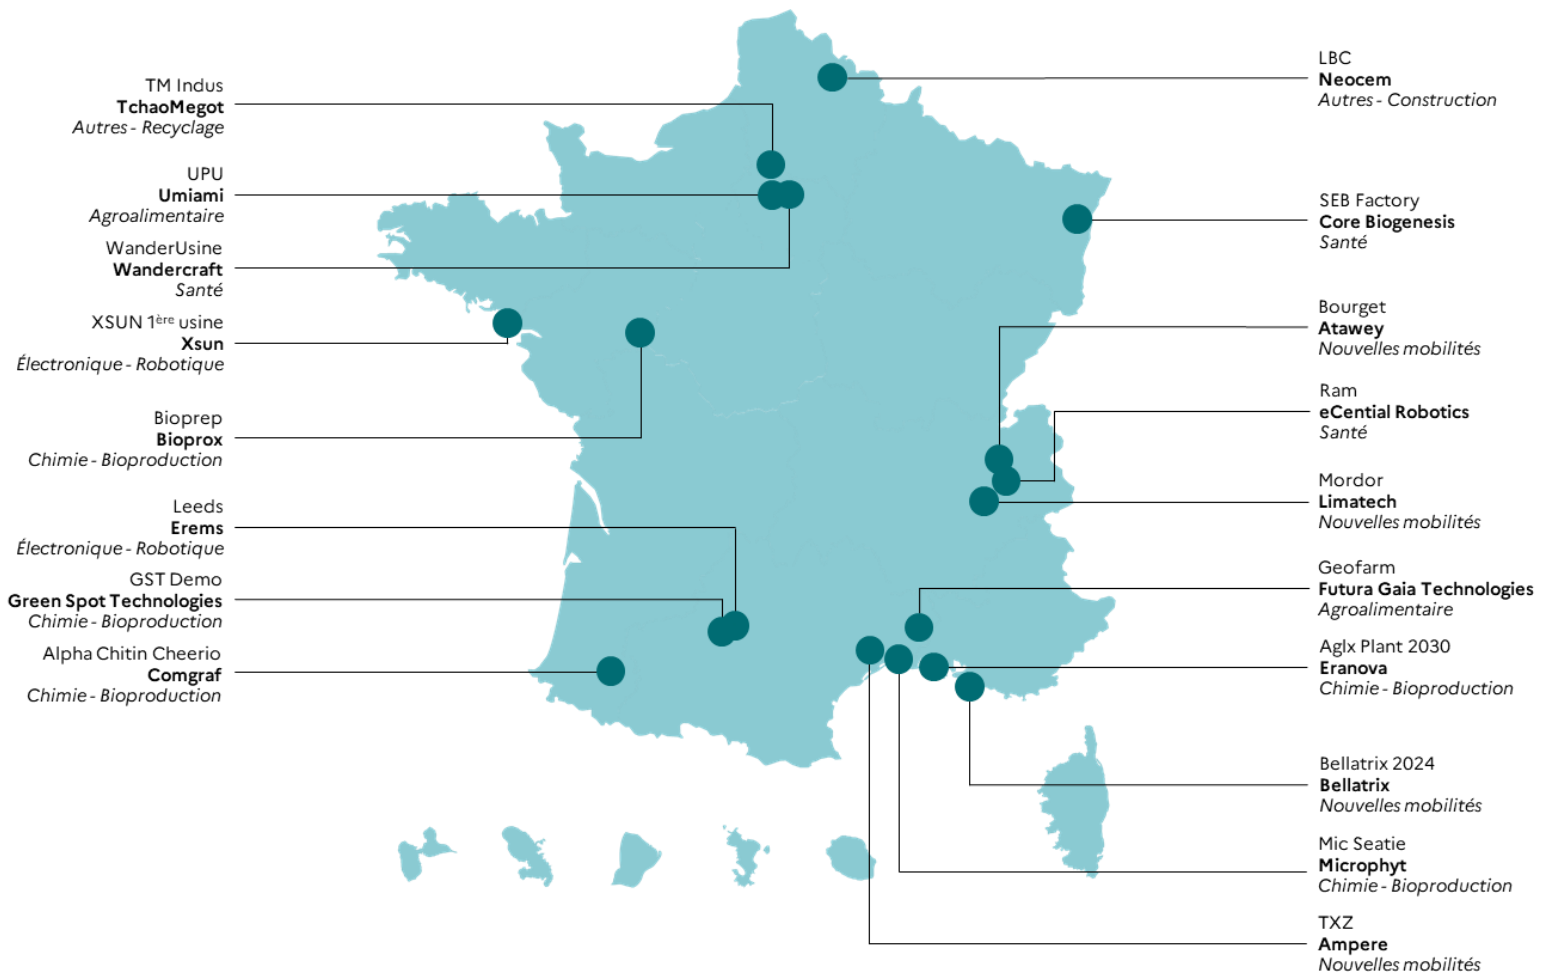 TM Indus
TchaoMegot
Autres - Recyclage
UPU
Umiami
Agroalimentaire
WanderUsine
Wandercraft
Santé
XSUN 1ère usine
Xsun
Électronique - Robotique
Bioprep
Bioprox
Chimie - Bioproduction
Leeds
Erems
Électronique - Robotique
GST Demo
Green Spot Technologies
Chimie - Bioproduction
Alpha Chitin Cheerio
Comgraf
Chimie - Bioproduction
LBC
Neocem
Autres - Construction
SEB Factory
Core Biogenesis
Santé
Bourget
Atawey
Nouvelles mobilités
Ram
eCential Robotics
Santé
Mordor
Limatech
Nouvelles mobilités
Geofarm
Futura Gaia Technologies
Agroalimentaire
Aglx Plant 2030
Eranova
Chimie - Bioproduction
Bellatrix 2024
Bellatrix
Nouvelles mobilités
Mic Seatie
Microphyt
Chimie - Bioproduction
TXZ
Ampere
Nouvelles mobilités